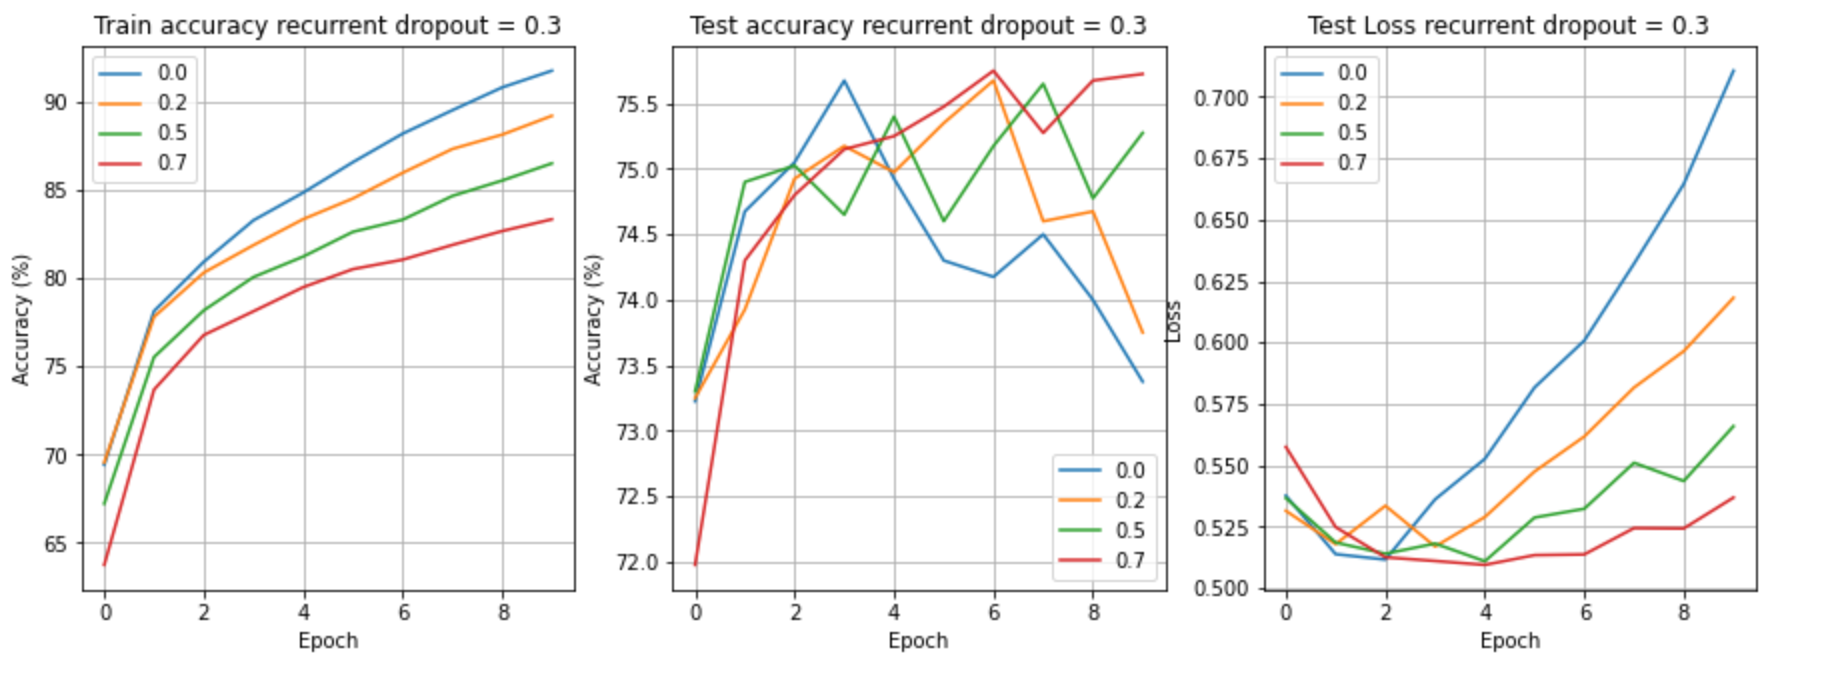 Train accuracy recurrent dropout = 0.3
0.0
0.2
0.5
0.7
90
85
80
75
70
65
Accuracy (%)
0 2 4 6 8
Epoch
Test accuracy recurrent dropout = 0.3
75.5
75.0
74.5
74.0
73.5
73.0
72.5
72.0
Accuracy (%)
0.0
0.2
0.5
0.7
0 2 4 6 8
Epoch
Test Loss recurrent dropout = 0.3
0.0
0.2
0.5
0.7
0.700
0.675
0.650
0.625
0.600
0.575
0.550
0.525
0.500
Loss
0 2 4 6 8
Epoch